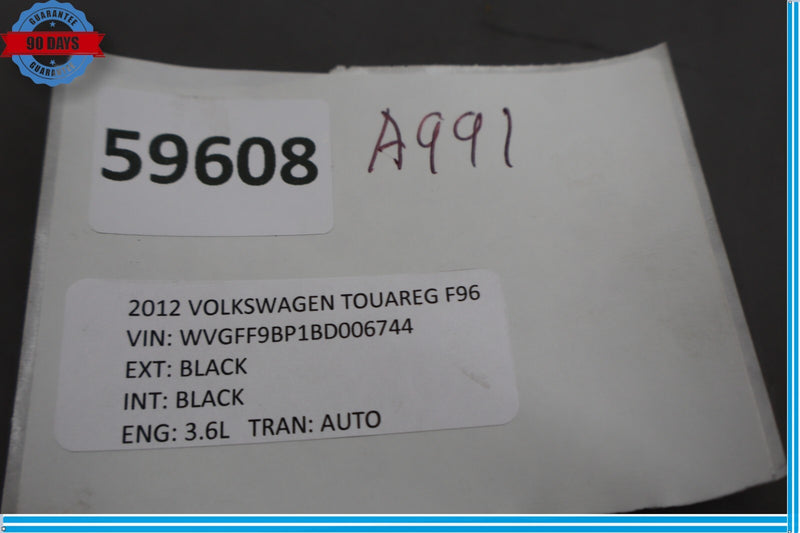 GUARANTEE
90 DAYS
GUARANTEE
59608
A991
2012 VOLKSWAGEN TOUAREG F96
VIN: WVGFF9BP1BD006744
EXT: BLACK
INT: BLACK
ENG: 3.6L TRAN: AUTO